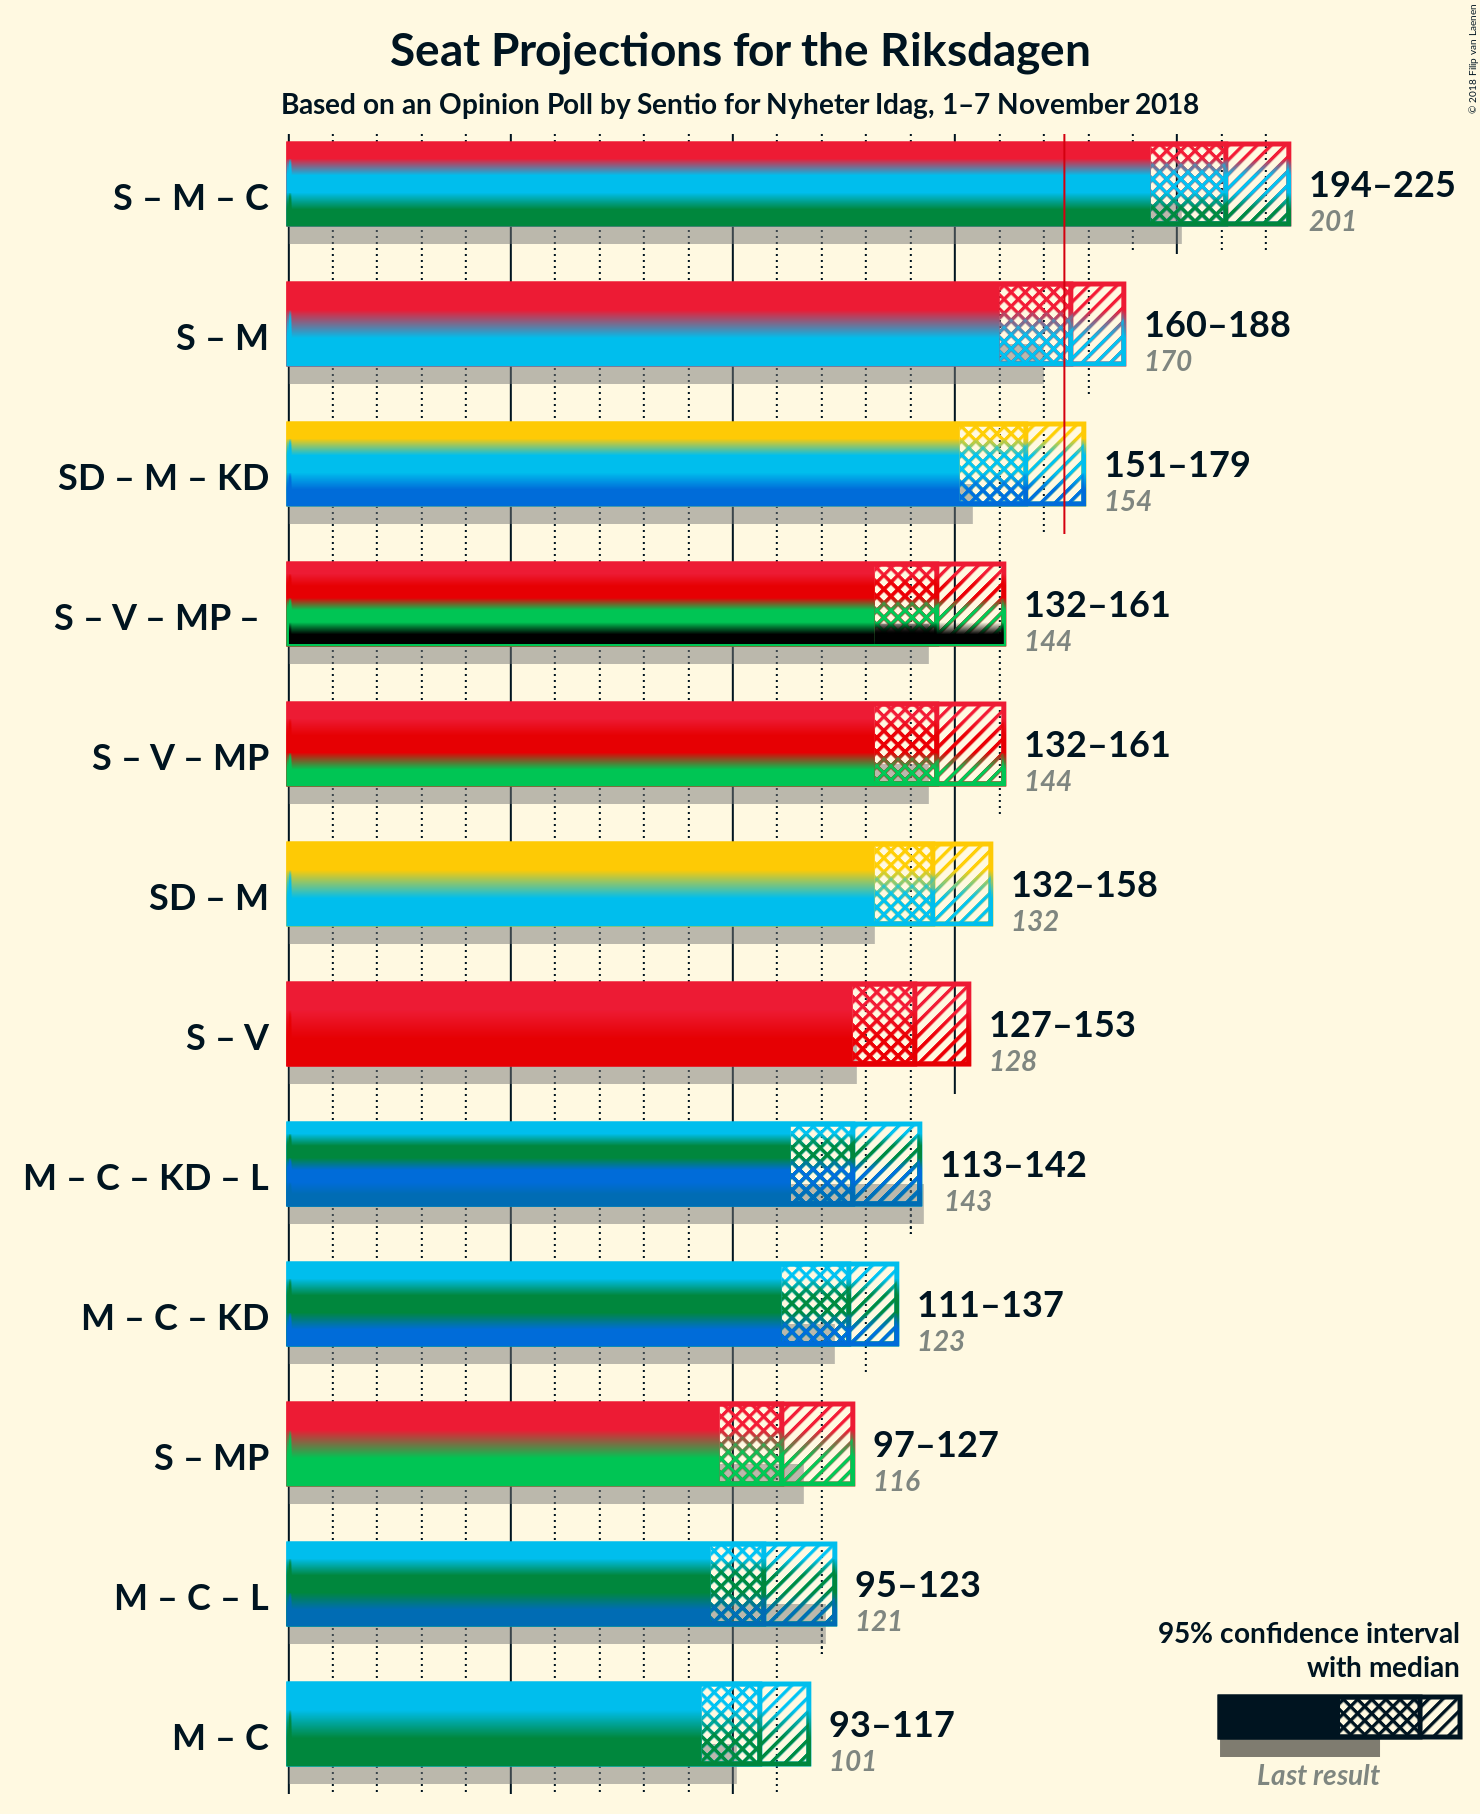 Seat Projections for the Riksdagen
Based on an Opinion Poll by Sentio for Nyheter Idag, 1–7 November 2018
© 2018 Filip van Laenen
S – M – C
194–225
201
S – M
160–188
170
SD – M – KD
151–179
154
S – V – MP –
132–161
144
S – V – MP
132–161
144
SD – M
132–158
132
S – V
127–153
128
M – C – KD – L
113–142
143
M – C – KD
111–137
123
S – MP
97–127
116
M – C – L
95–123
121
M – C
93–117
101
95% confidence interval
with median
Last result